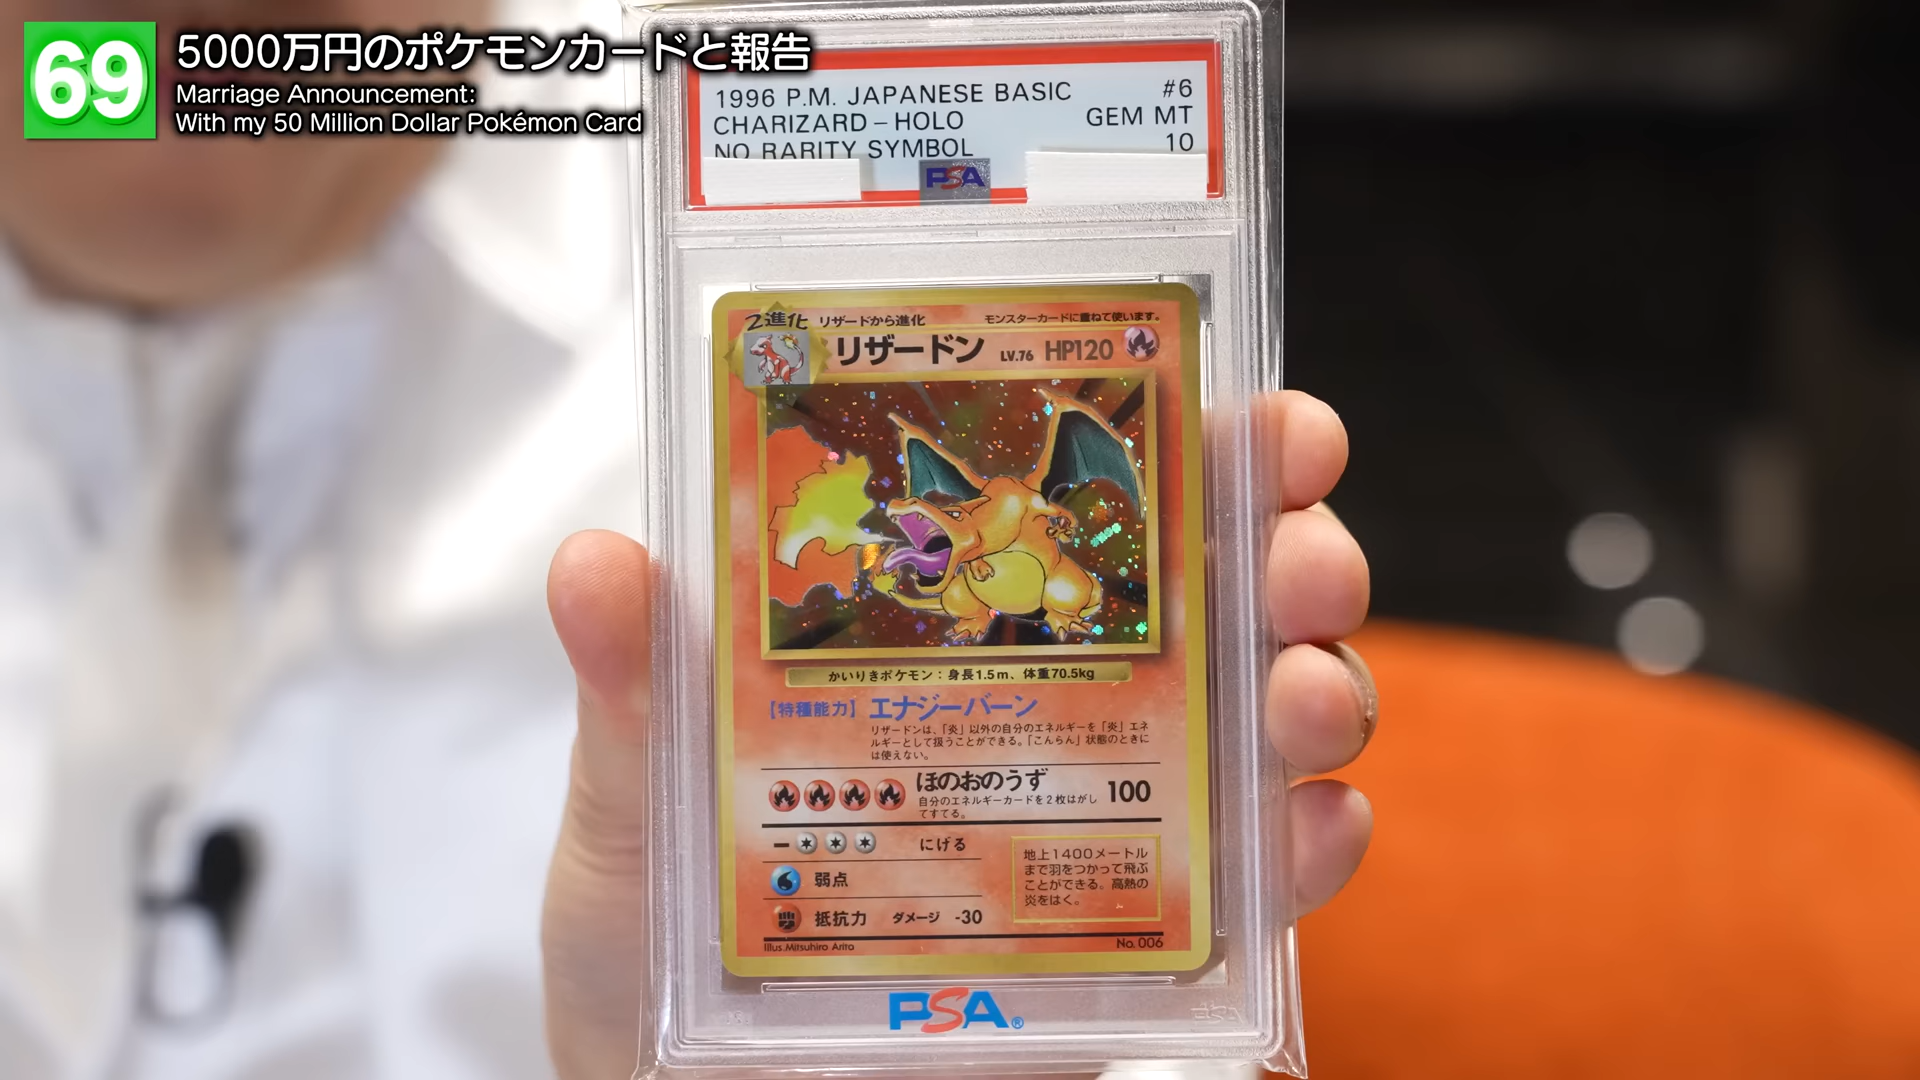 69
5000万円のポケモンカードと報告
Marriage Announcement:
With my 50 Million Dollar Pokémon Card
1996 P.M. JAPANESE BASIC #6
CHARIZARD – HOLO GEM MT
NO RARITY SYMBOL 10
PSA
2進化 リザードから進化 モンスターカードに重ねて使います。
リザードン LV.76 HP120
かいりきポケモン：身長1.5m、体重70.5kg
【特種能力】 エナジーバーン
リザードンは、「炎」以外の自分のエネルギーを「炎」エネ
ルギーとして扱うことができる。「こんらん」状態のときに
は使えない。
ほのおのうず 100
自分のエネルギーカードを2枚はがし
てすてる。
にげる
弱点
抵抗力 ダメージ -30
地上1400メートル
まで羽をつかって飛ぶ
ことができる。高熱の
炎をはく。
Illus.Mitsuhiro Arita No.006
PSA®